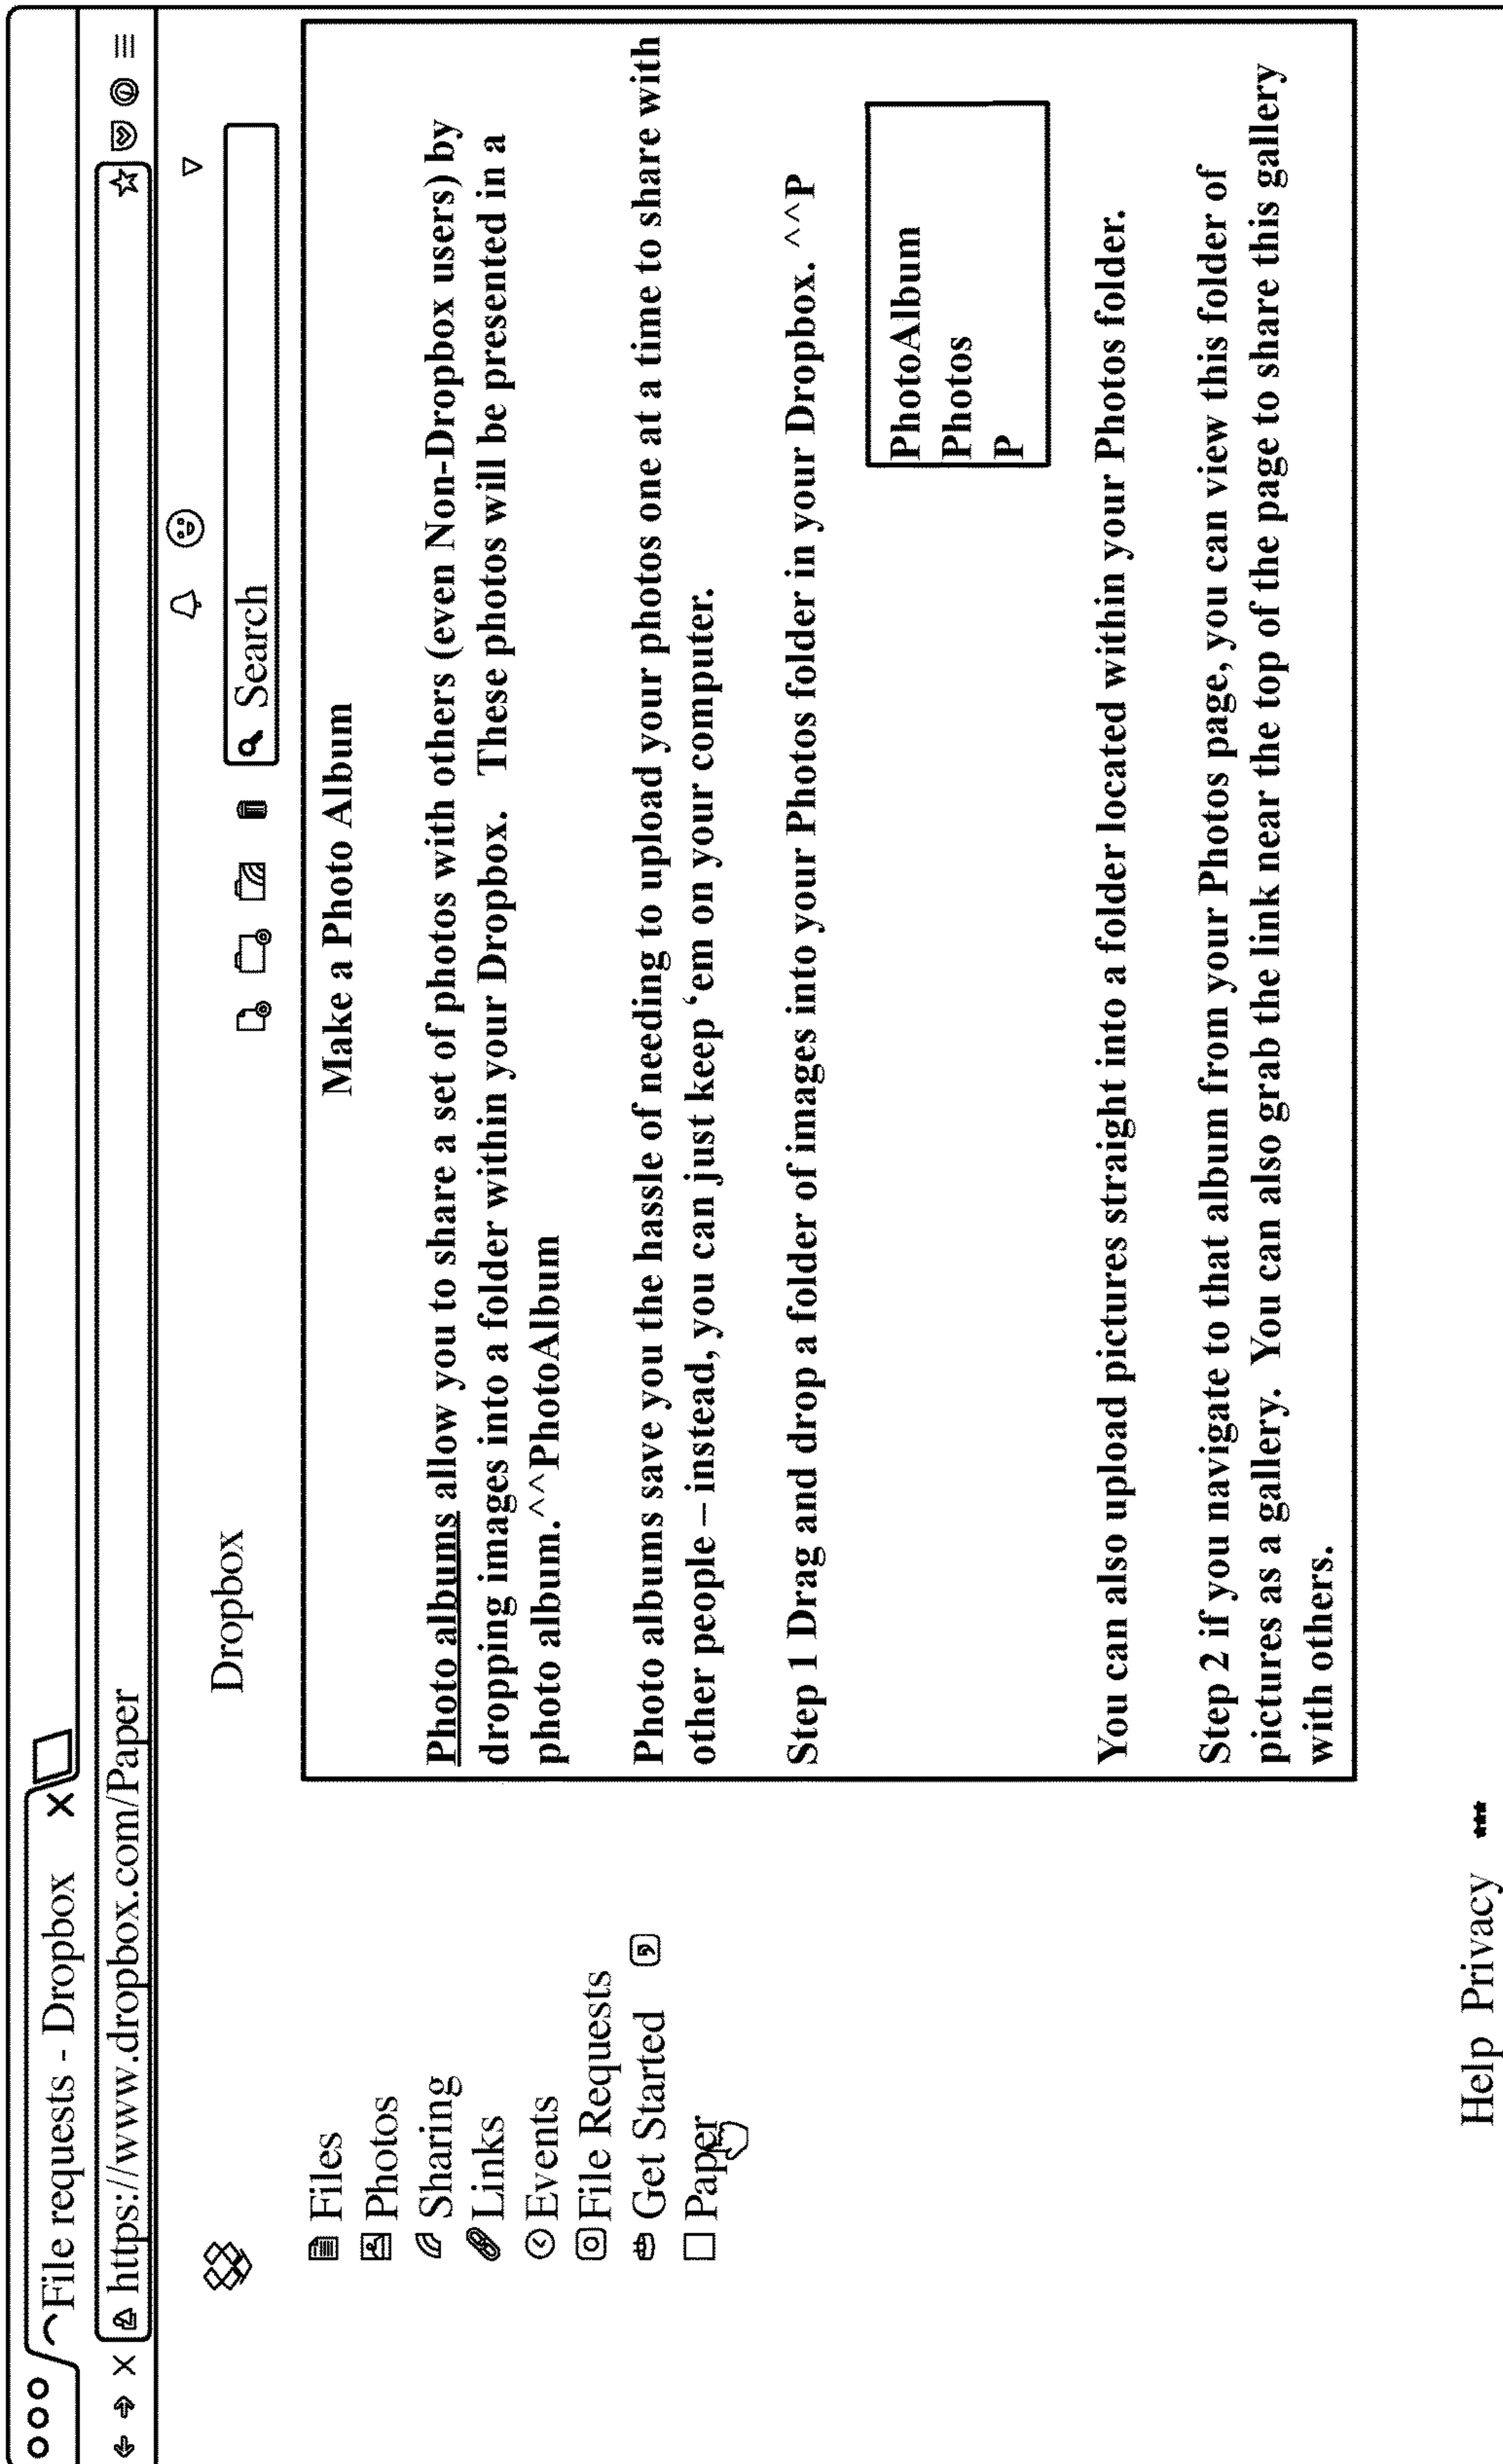 File requests - Dropbox X
https://www.dropbox.com/Paper
Dropbox
Search
Files
Photos
Sharing
Links
Events
File Requests
Get Started
Paper
Make a Photo Album
Photo albums allow you to share a set of photos with others (even Non-Dropbox users) by
dropping images into a folder within your Dropbox. These photos will be presented in a
photo album.^^PhotoAlbum
Photo albums save you the hassle of needing to upload your photos one at a time to share with
other people – instead, you can just keep ‘em on your computer.
Step 1 Drag and drop a folder of images into your Photos folder in your Dropbox. ^^P
PhotoAlbum
Photos
P
You can also upload pictures straight into a folder located within your Photos folder.
Step 2 if you navigate to that album from your Photos page, you can view this folder of
pictures as a gallery. You can also grab the link near the top of the page to share this gallery
with others.
Help Privacy